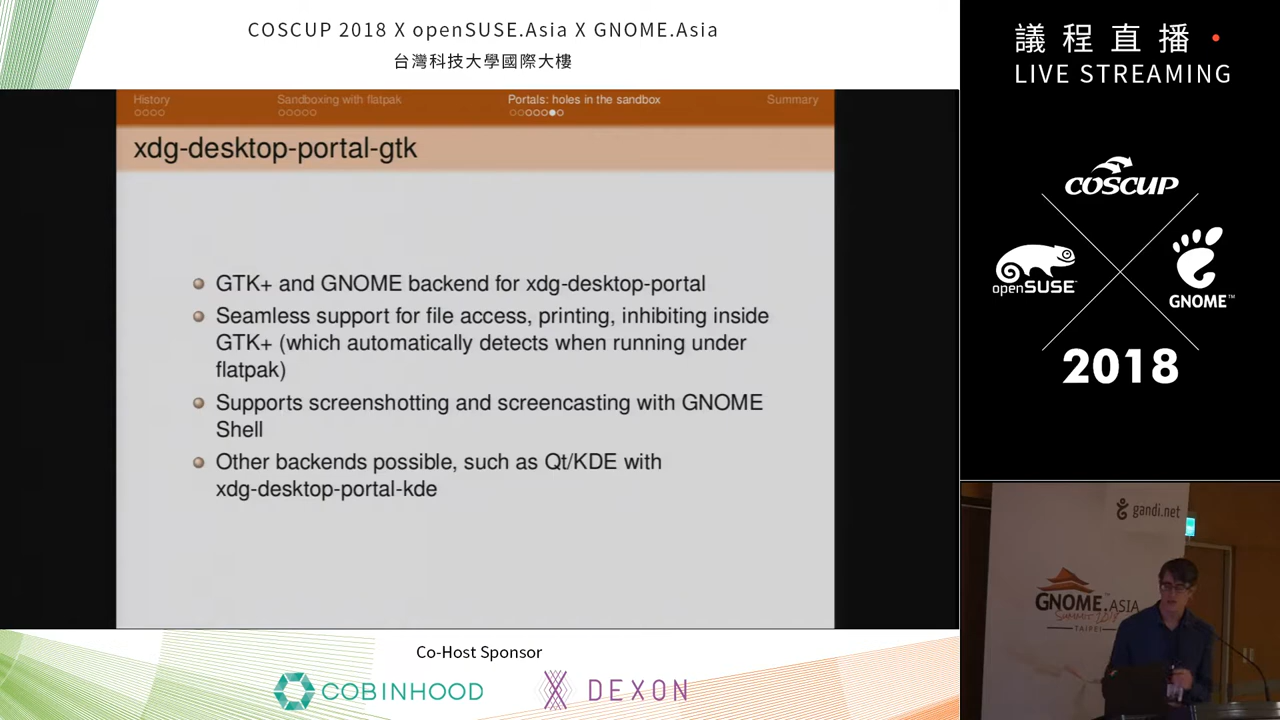 COSCUP 2018 X openSUSE.Asia X GNOME.Asia
台灣科技大學國際大樓
History
Sandboxing with flatpak
Portals: holes in the sandbox
Summary
xdg-desktop-portal-gtk
GTK+ and GNOME backend for xdg-desktop-portal
Seamless support for file access, printing, inhibiting inside
GTK+ (which automatically detects when running under
flatpak)
Supports screenshotting and screencasting with GNOME
Shell
Other backends possible, such as Qt/KDE with
xdg-desktop-portal-kde
Co-Host Sponsor
COBINHOOD
DEXON
議程直播
LIVE STREAMING
COSCUP
openSUSE
GNOME™
2018
gandi.net
GNOME.ASIA
Summit 2018
TAIPEI